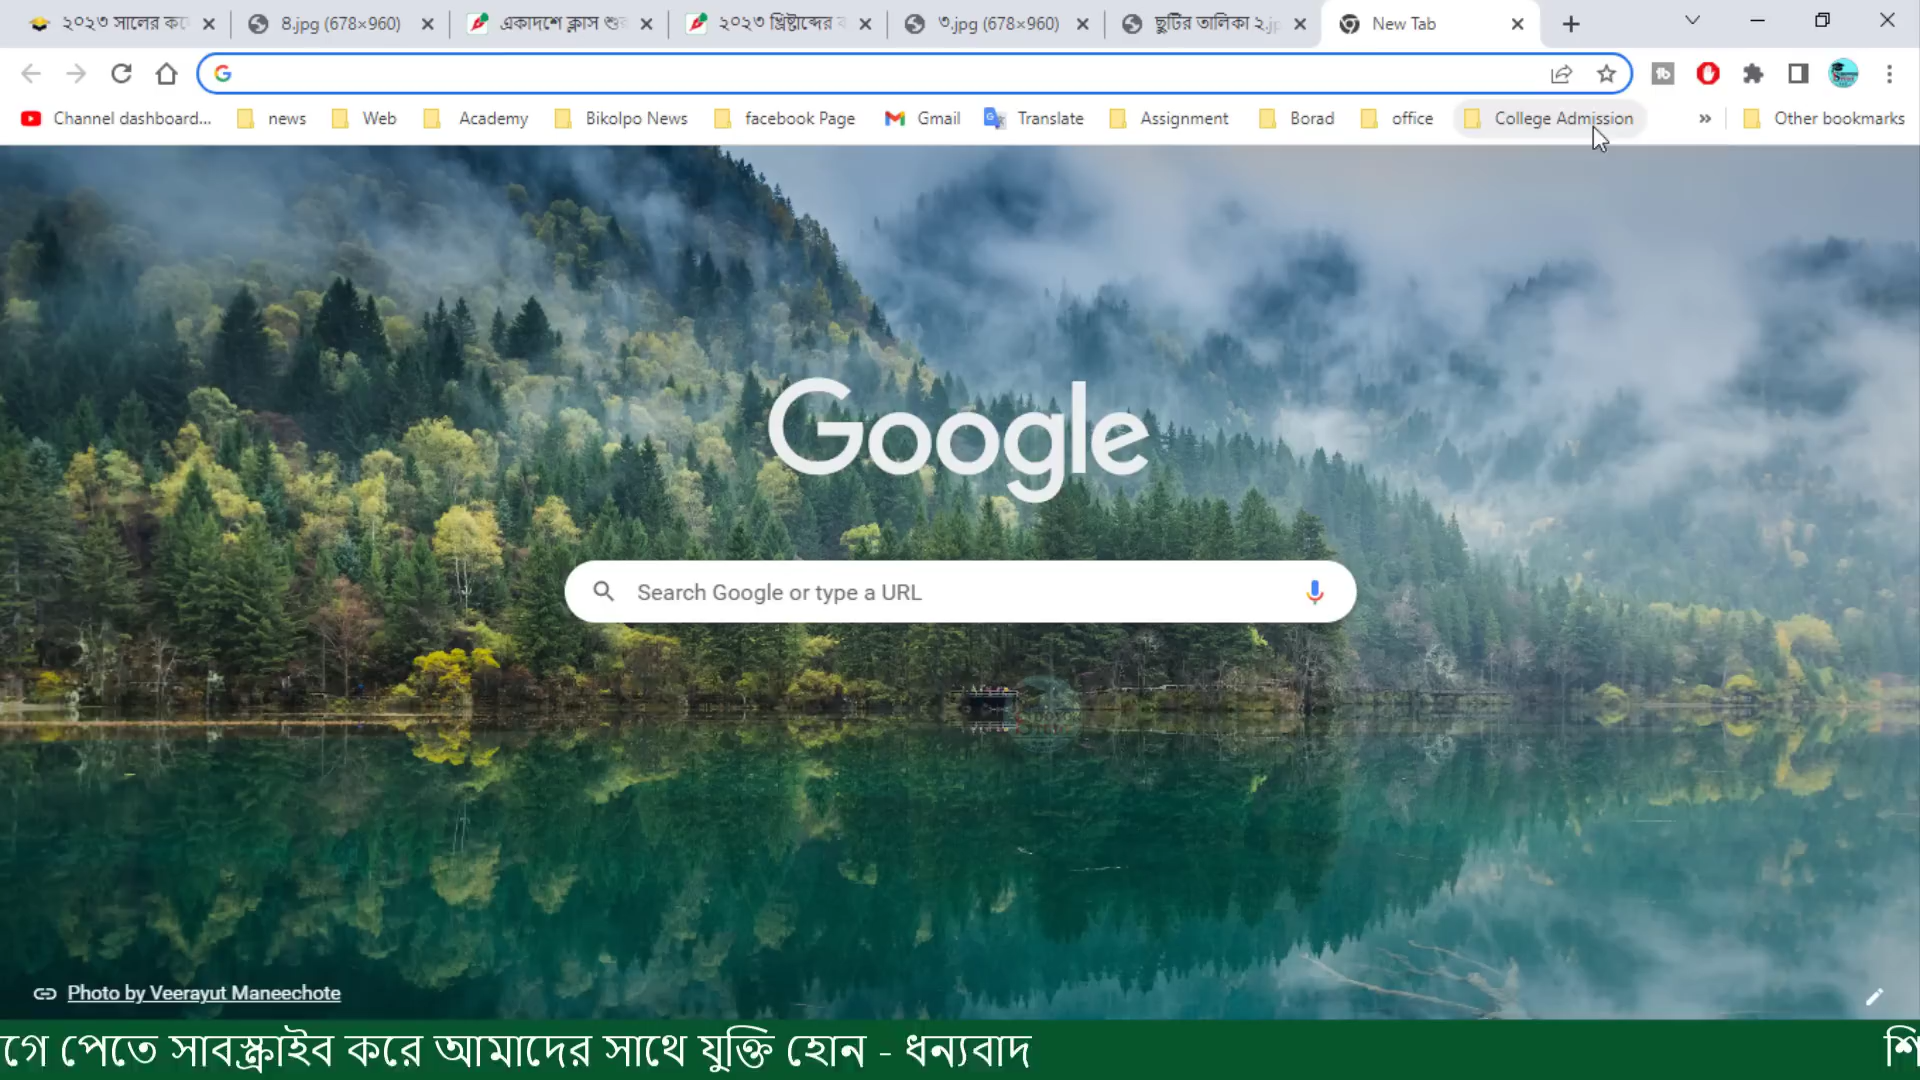 ২০২৩ সালের কে
8.jpg (678×960)
একাদশে ক্লাস শু
২০২৩ খ্রিষ্টাব্দের
৩.jpg (678×960)
ছুটির তালিকা ২.jp
New Tab
Channel dashboard...
news
Web
Academy
Bikolpo News
facebook Page
Gmail
Translate
Assignment
Borad
office
College Admission
»
Other bookmarks
Google
Search Google or type a URL
Photo by Veerayut Maneechote
গে পেতে সাবস্ক্রাইব করে আমাদের সাথে যুক্তি হোন - ধন্যবাদ
শি